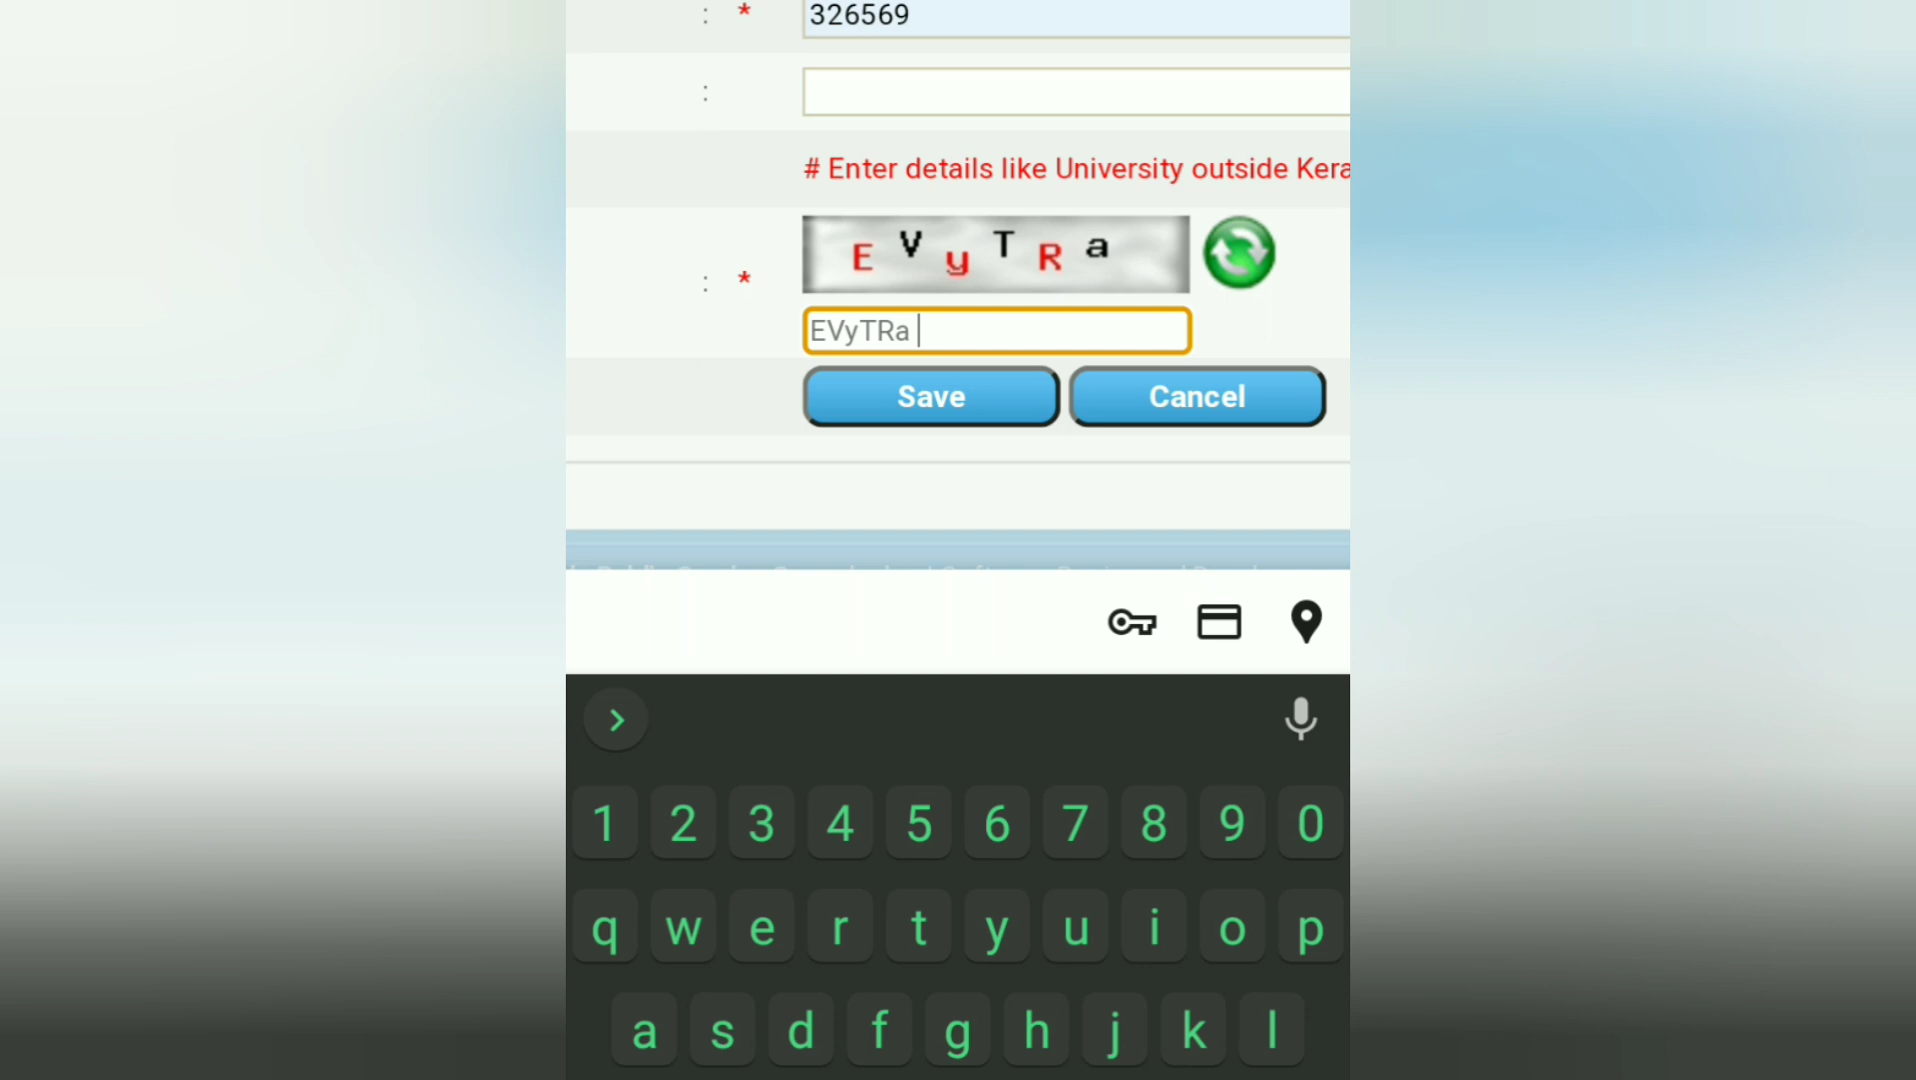 : * 326569
:
# Enter details like University outside Kera
E V y T R a
: *
EVyTRa
Save Cancel
1 2 3 4 5 6 7 8 9 0
q w e r t y u i o p
a s d f g h j k l